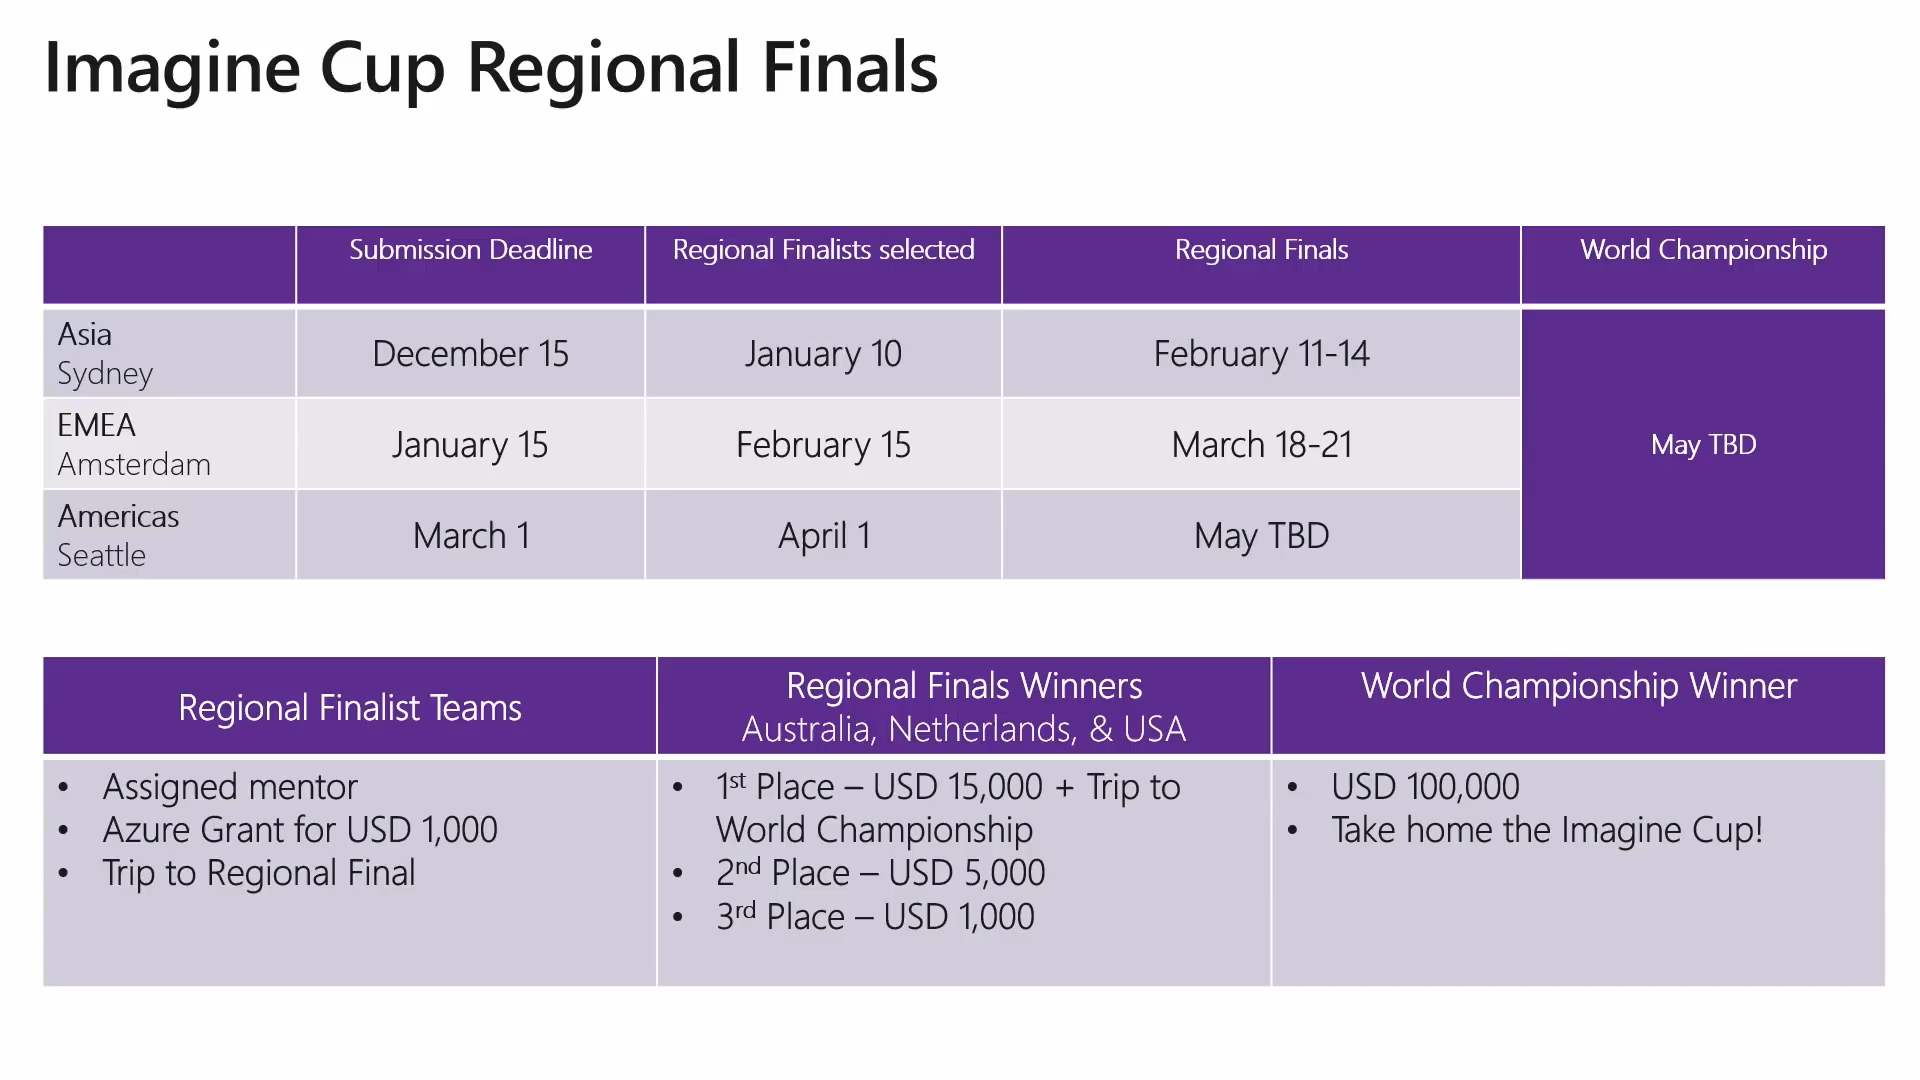 Imagine Cup Regional Finals
Submission Deadline
Regional Finalists selected
Regional Finals
World Championship
Asia
Sydney
December 15
January 10
February 11-14
EMEA
Amsterdam
January 15
February 15
March 18-21
May TBD
Americas
Seattle
March 1
April 1
May TBD
Regional Finalist Teams
Regional Finals Winners
Australia, Netherlands, & USA
World Championship Winner
• Assigned mentor
• Azure Grant for USD 1,000
• Trip to Regional Final
• 1st Place – USD 15,000 + Trip to
World Championship
• 2nd Place – USD 5,000
• 3rd Place – USD 1,000
• USD 100,000
• Take home the Imagine Cup!